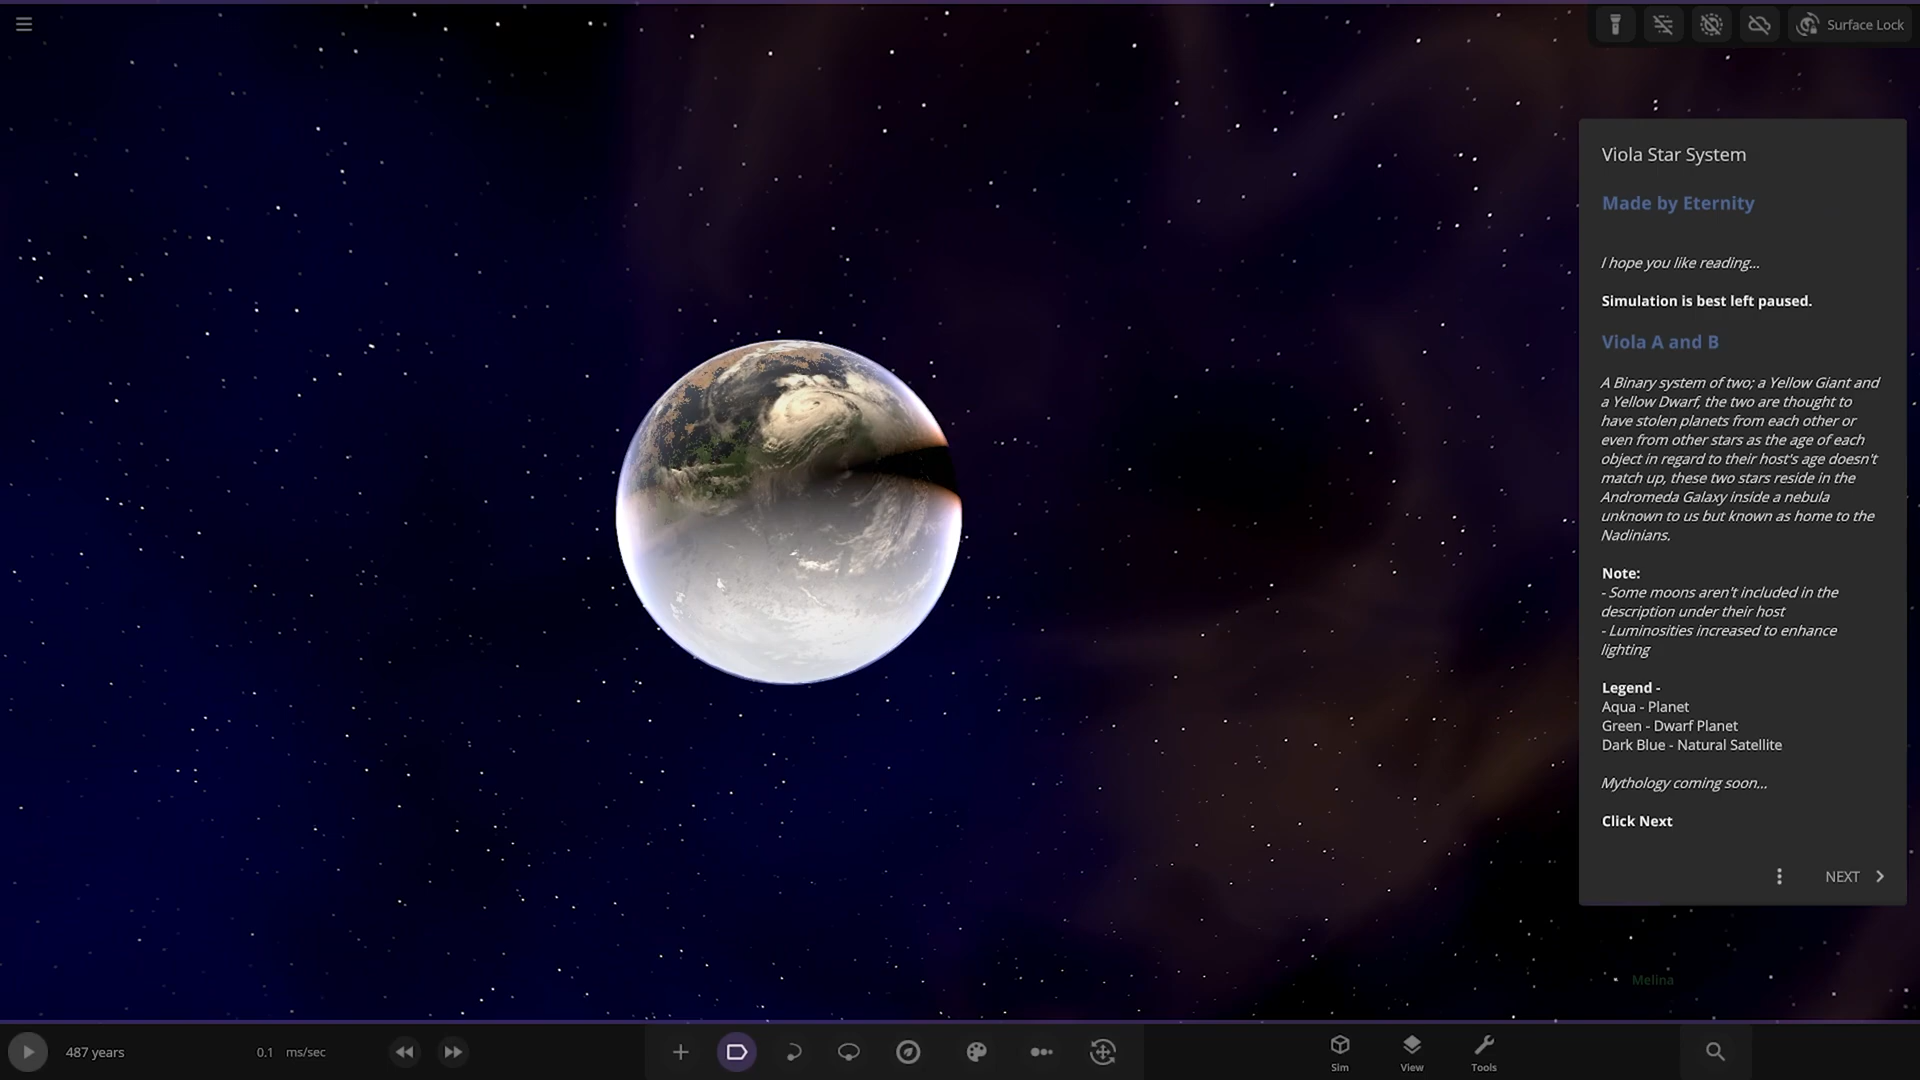 Surface Lock
Viola Star System
Made by Eternity
I hope you like reading...
Simulation is best left paused.
Viola A and B
A Binary system of two; a Yellow Giant and
a Yellow Dwarf, the two are thought to
have stolen planets from each other or
even from other stars as the age of each
object in regard to their host's age doesn't
match up, these two stars reside in the
Andromeda Galaxy inside a nebula
unknown to us but known as home to the
Nadinians.
Note:
- Some moons aren't included in the
description under their host
- Luminosities increased to enhance
lighting
Legend -
Aqua - Planet
Green - Dwarf Planet
Dark Blue - Natural Satellite
Mythology coming soon...
Click Next
NEXT
Melina
487 years
0.1 ms/sec
Sim
View
Tools